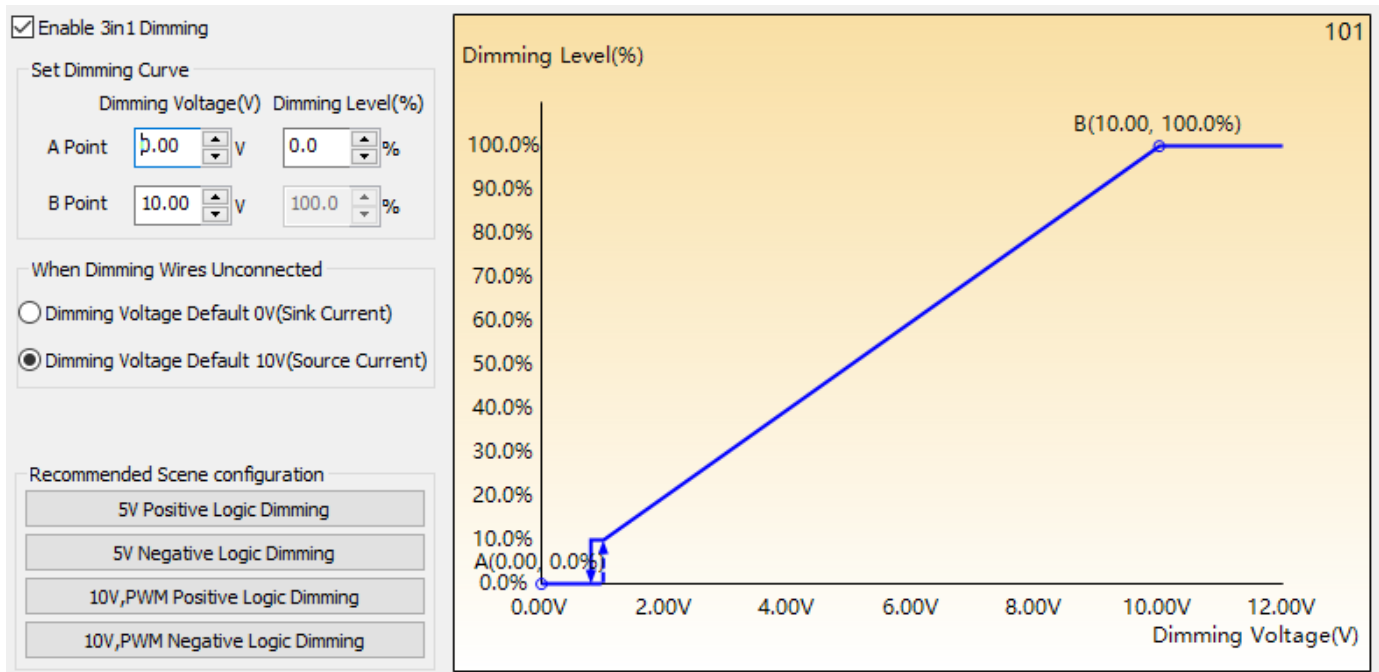 Enable 3in1 Dimming
Set Dimming Curve
Dimming Voltage(V) Dimming Level(%)
A Point 0.00 V 0.0 %
B Point 10.00 V 100.0 %
When Dimming Wires Unconnected
Dimming Voltage Default 0V(Sink Current)
Dimming Voltage Default 10V(Source Current)
Recommended Scene configuration
5V Positive Logic Dimming
5V Negative Logic Dimming
10V,PWM Positive Logic Dimming
10V,PWM Negative Logic Dimming
101
Dimming Level(%)
B(10.00, 100.0%)
100.0%
90.0%
80.0%
70.0%
60.0%
50.0%
40.0%
30.0%
20.0%
10.0%
A(0.00, 0.0%)
0.0%
0.00V 2.00V 4.00V 6.00V 8.00V 10.00V 12.00V
Dimming Voltage(V)